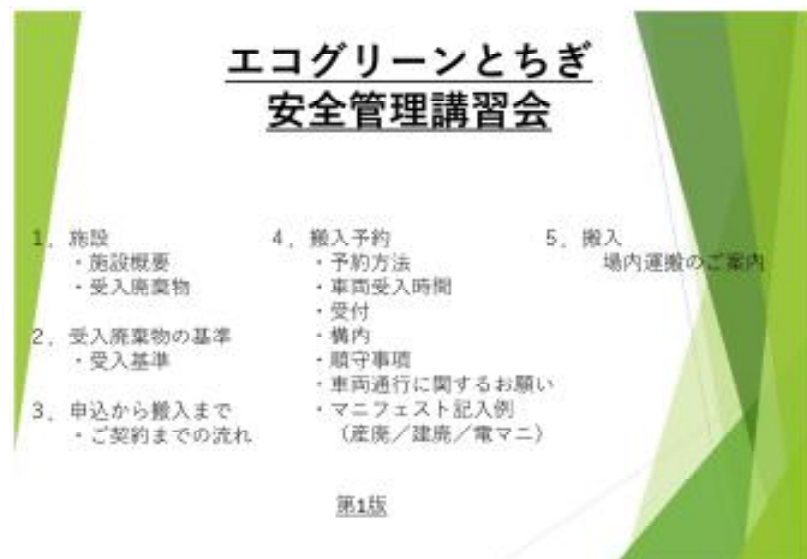 エコグリーンとちぎ
安全管理講習会
1．施設
・施設概要
・受入廃棄物
2．受入廃棄物の基準
・受入基準
3．申込から搬入まで
・ご契約までの流れ
4．搬入予約
・予約方法
・車両受入時間
・受付
・構内
・順守事項
・車両通行に関するお願い
・マニフェスト記入例
（産廃／建廃／電マニ）
5．搬入
場内運搬のご案内
第1版